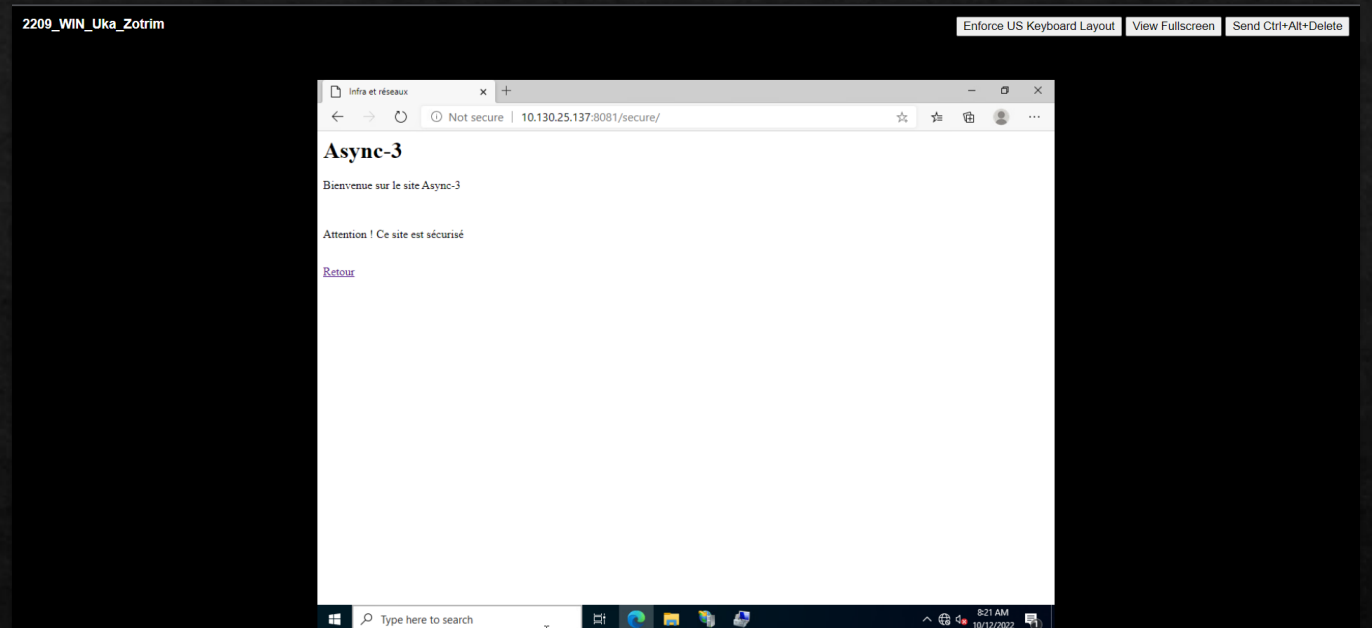 2209_WIN_Uka_Zotrim
Enforce US Keyboard Layout View Fullscreen Send Ctrl+Alt+Delete
Infra et réseaux
Not secure | 10.130.25.137:8081/secure/
Async-3
Bienvenue sur le site Async-3
Attention ! Ce site est sécurisé
Retour
Type here to search
8:21 AM
10/12/2022
1